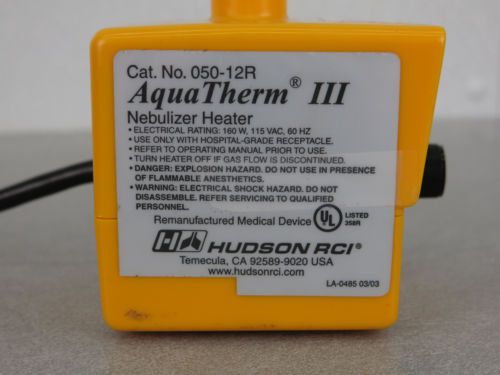 Cat. No. 050-12R
AquaTherm® III
Nebulizer Heater
• ELECTRICAL RATING: 160 W, 115 VAC, 60 HZ
• USE ONLY WITH HOSPITAL-GRADE RECEPTACLE.
• REFER TO OPERATING MANUAL PRIOR TO USE.
• TURN HEATER OFF IF GAS FLOW IS DISCONTINUED.
• DANGER: EXPLOSION HAZARD. DO NOT USE IN PRESENCE
OF FLAMMABLE ANESTHETICS.
• WARNING: ELECTRICAL SHOCK HAZARD. DO NOT
DISASSEMBLE. REFER SERVICING TO QUALIFIED
PERSONNEL.
Remanufactured Medical Device UL LISTED
358R
HUDSON RCI®
Temecula, CA 92589-9020 USA
www.hudsonrci.com
LA-0485 03/03